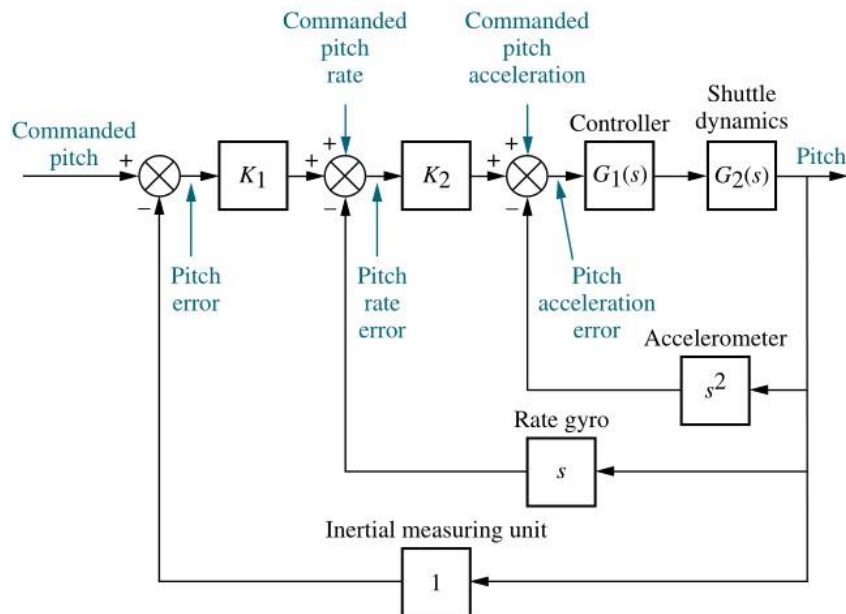 Commanded
pitch
rate
Commanded
pitch
acceleration
Controller
Shuttle
dynamics
Commanded
pitch
Pitch
+
K1
+
+
K2
+
+
G1(s)
G2(s)
−
−
−
Pitch
error
Pitch
rate
error
Pitch
acceleration
error
Accelerometer
s2
Rate gyro
s
Inertial measuring unit
1